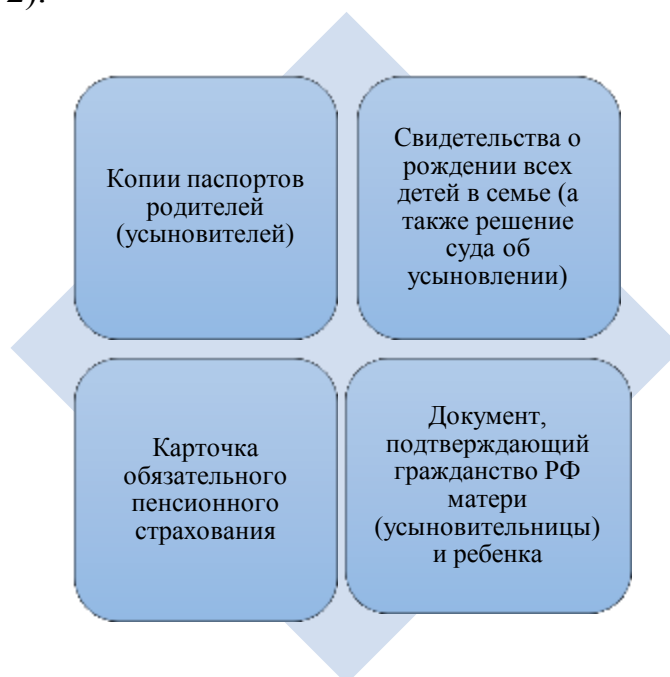 2).
Копии паспортов
родителей
(усыновителей)
Свидетельства о
рождении всех
детей в семье (а
также решение
суда об
усыновлении)
Карточка
обязательного
пенсионного
страхования
Документ,
подтверждающий
гражданство РФ
матери
(усыновительницы)
и ребенка